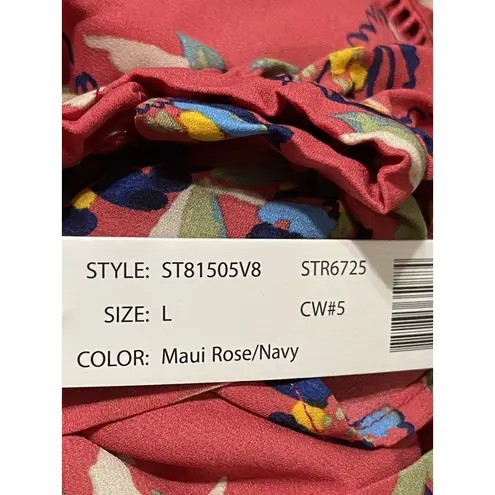 STYLE: ST81505V8 STR6725
SIZE: L CW#5
COLOR: Maui Rose/Navy